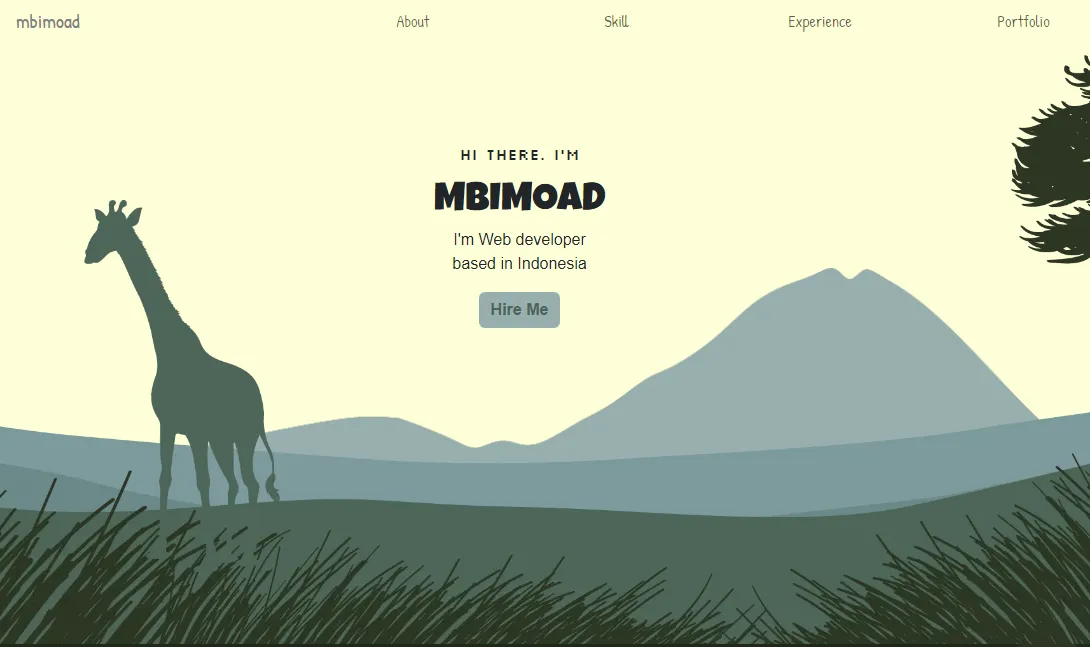 mbimoad
About
Skill
Experience
Portfolio
HI THERE. I'M
MBIMOAD
I'm Web developer
based in Indonesia
Hire Me